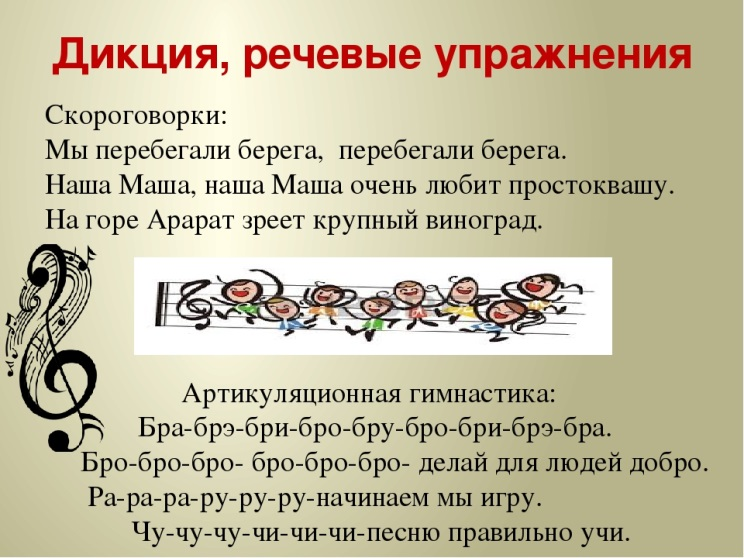 Дикция, речевые упражнения
Скороговорки:
Мы перебегали берега,  перебегали берега.
Наша Маша, наша Маша очень любит простоквашу.
На горе Арарат зреет крупный виноград.
Артикуляционная гимнастика:
Бра-брэ-бри-бро-бру-бро-бри-брэ-бра.
Бро-бро-бро- бро-бро-бро- делай для людей добро.
Ра-ра-ра-ру-ру-ру-начинаем мы игру.
Чу-чу-чу-чи-чи-чи-песню правильно учи.